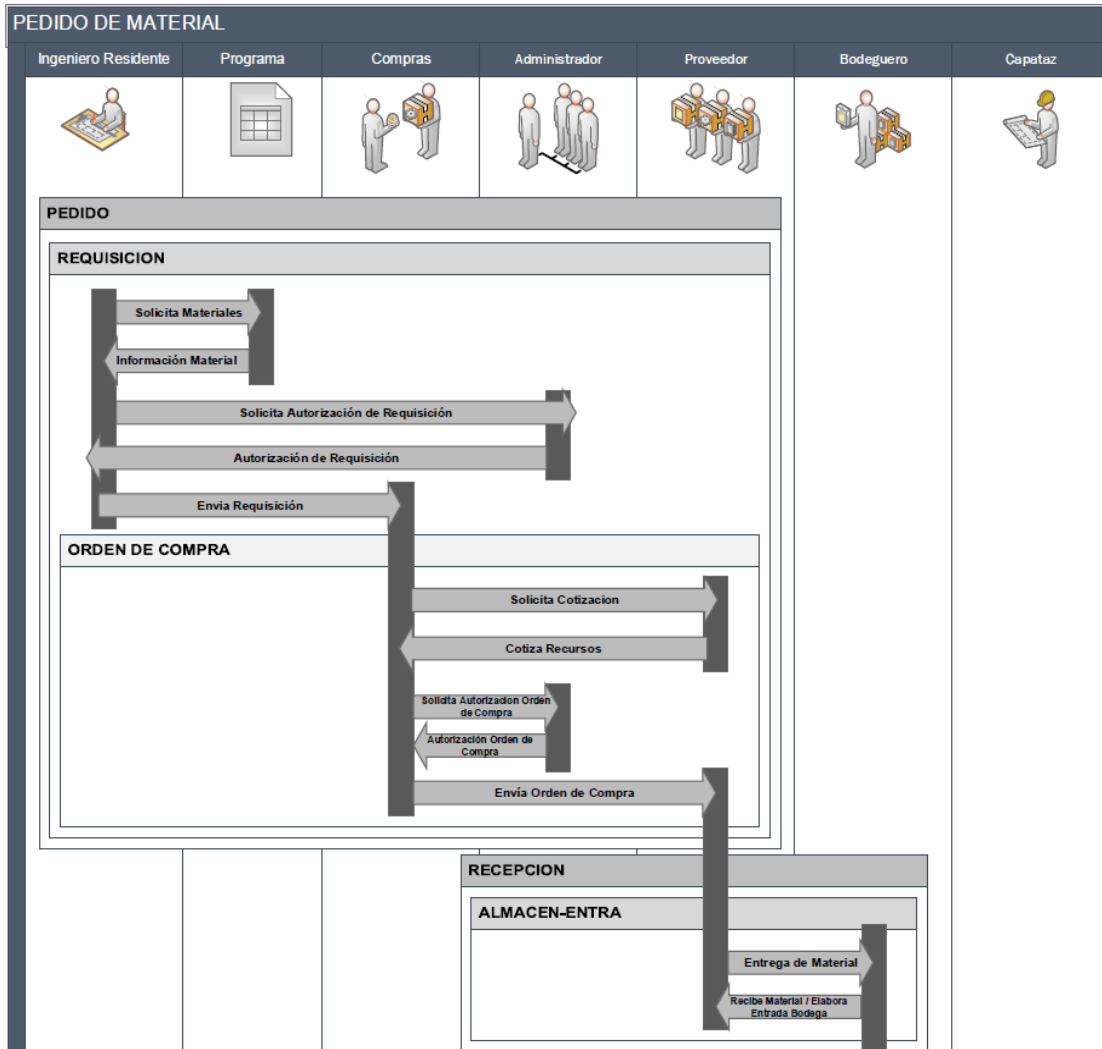 PEDIDO DE MATERIAL
Ingeniero Residente
Programa
Compras
Administrador
Proveedor
Bodeguero
Capataz
PEDIDO
REQUISICION
Solicita Materiales
Información Material
Solicita Autorización de Requisición
Autorización de Requisición
Envia Requisición
ORDEN DE COMPRA
Solicita Cotizacion
Cotiza Recursos
Solicita Autorizacion Orden
de Compra
Autorización Orden de
Compra
Envía Orden de Compra
RECEPCION
ALMACEN-ENTRA
Entrega de Material
Recibe Material / Elabora
Entrada Bodega